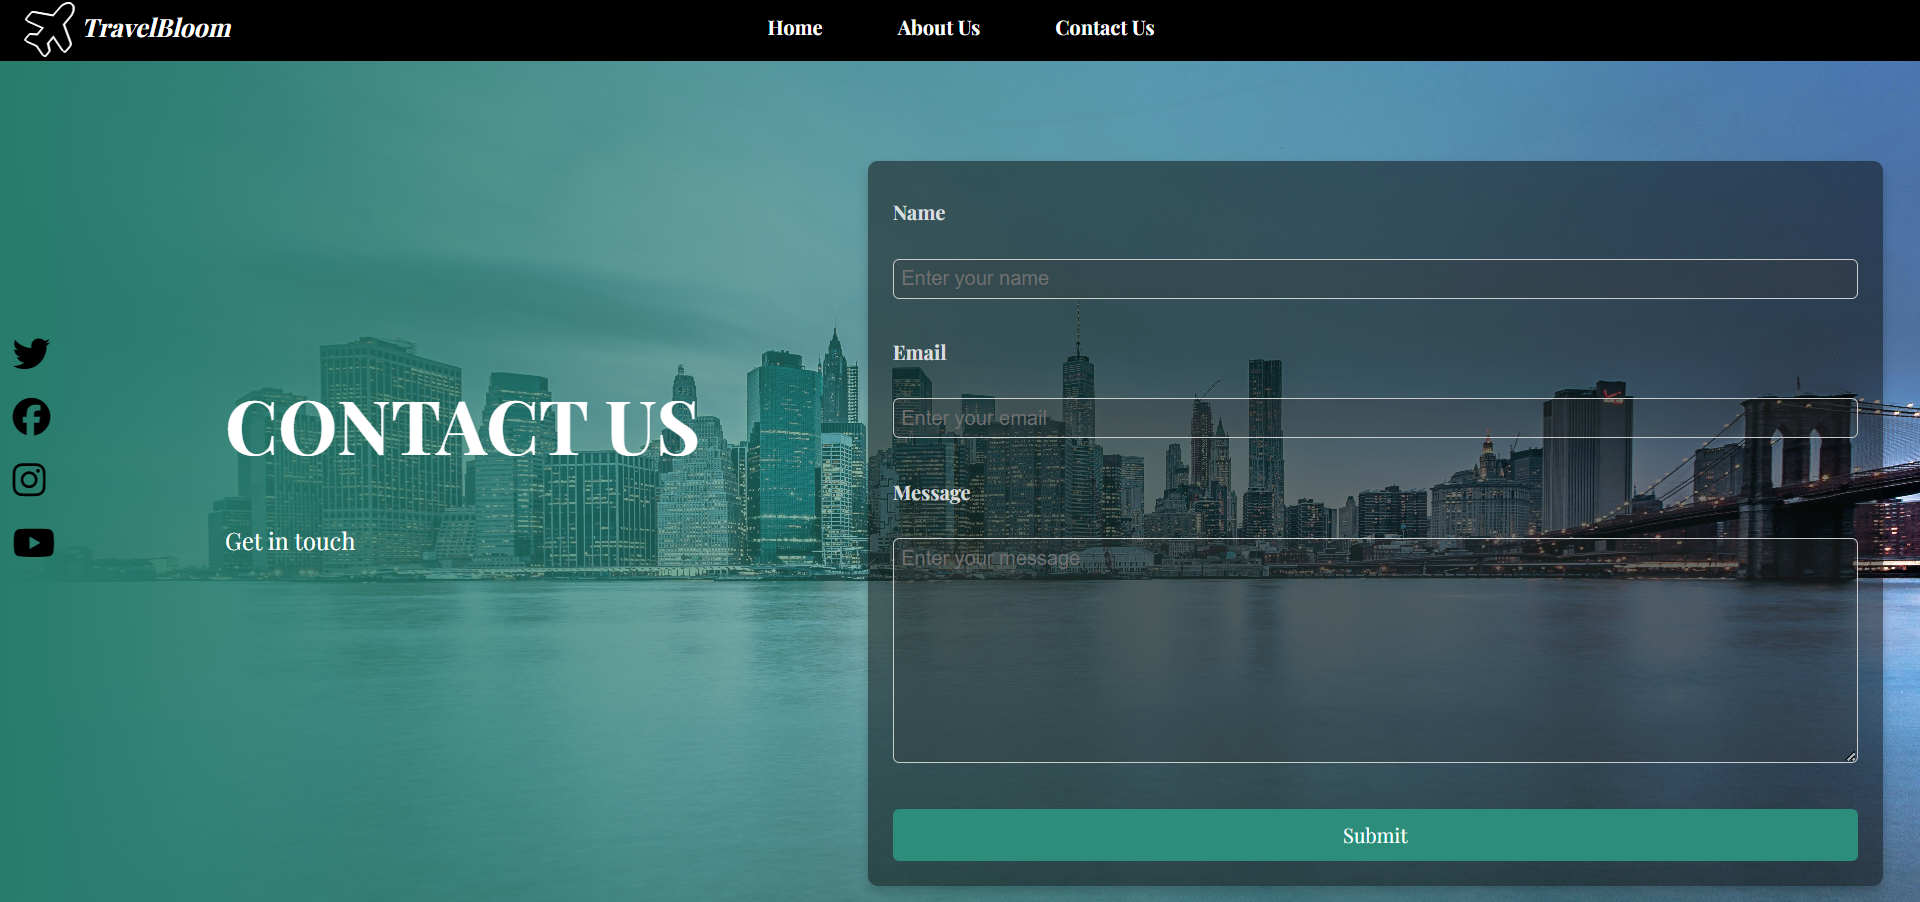 TravelBloom
Home
About Us
Contact Us
CONTACT US
Get in touch
Name
Enter your name
Email
Enter your email
Message
Enter your message
Submit